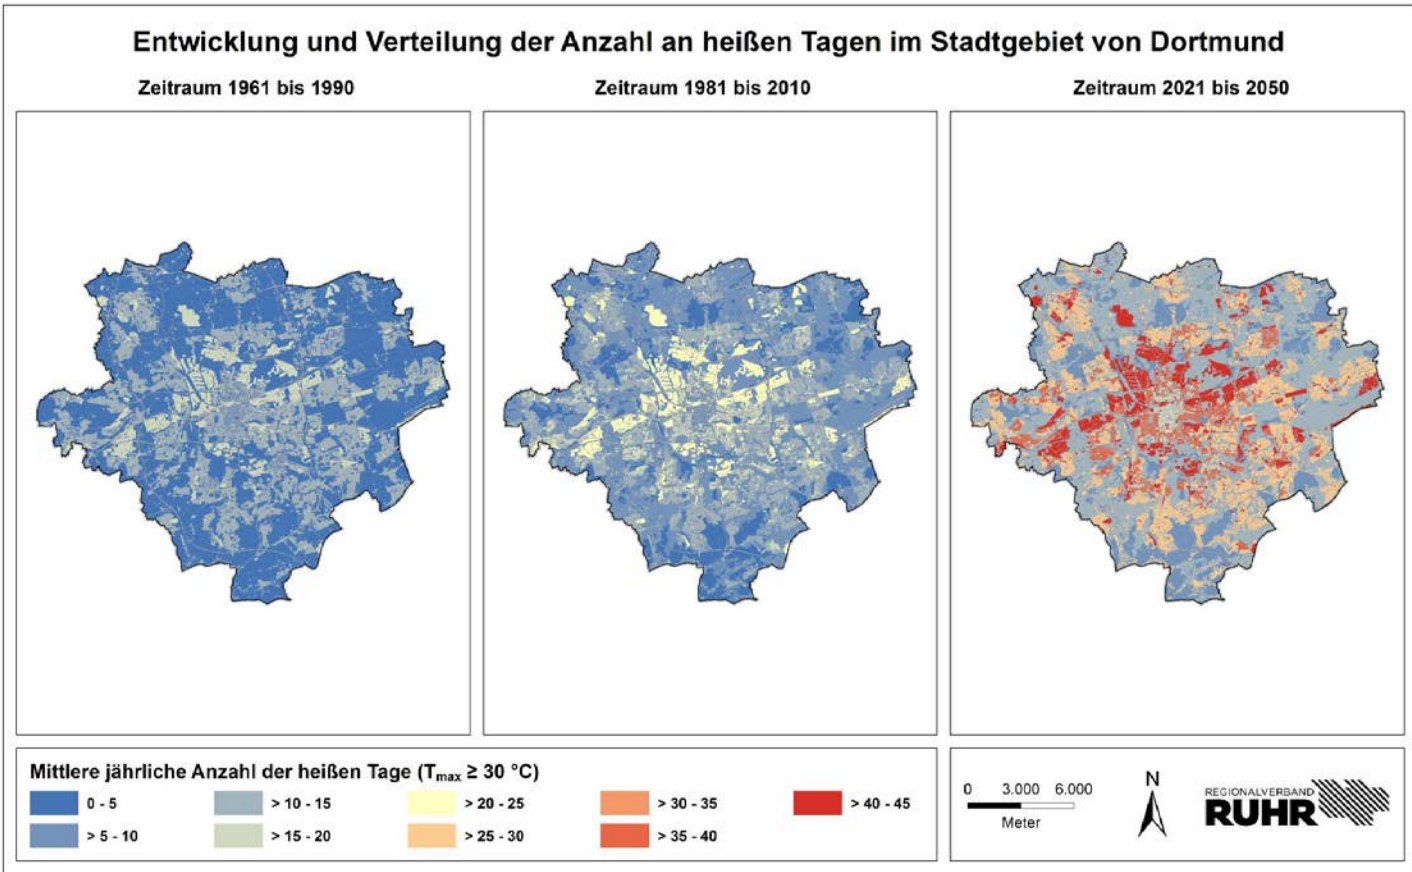 Entwicklung und Verteilung der Anzahl an heißen Tagen im Stadtgebiet von Dortmund
Zeitraum 1961 bis 1990
Zeitraum 1981 bis 2010
Zeitraum 2021 bis 2050
Mittlere jährliche Anzahl der heißen Tage (Tmax ≥ 30 °C)
0 - 5
> 10 - 15
> 20 - 25
> 30 - 35
> 40 - 45
> 5 - 10
> 15 - 20
> 25 - 30
> 35 - 40
0 3.000 6.000
Meter
N
REGIONALVERBAND
RUHR